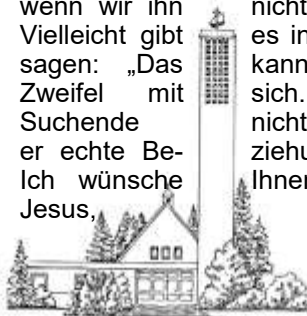 wenn wir ihn nicht
Vielleicht gibt es in
sagen: „Das kann
Zweifel mit sich.
Suchende nicht
er echte Be- ziehu
Ich wünsche Ihnen
Jesus,